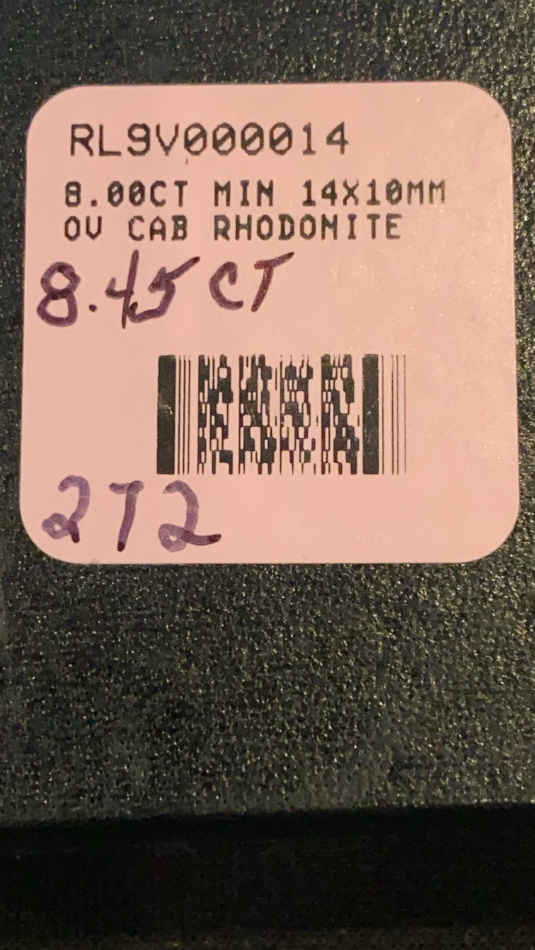 RL9V000014
8.00CT MIN 14X10MM
OV CAB RHODONITE
8.45 CT
272